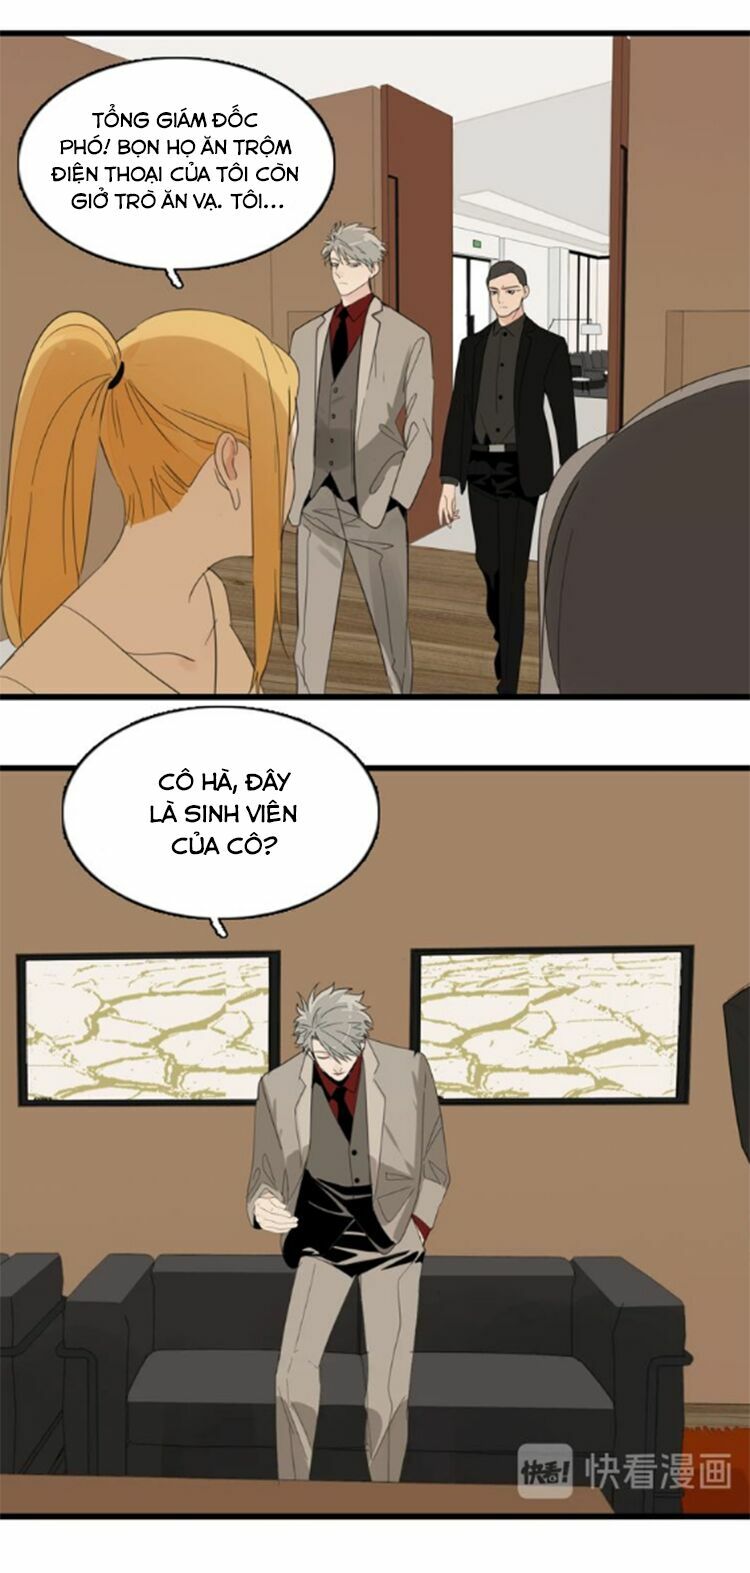 TỔNG GIÁM ĐỐC
PHÓ! BỌN HỌ ĂN TRỘM
ĐIỆN THOẠI CỦA TÔI CÒN
GIỞ TRÒ ĂN VẠ. TÔI...
CÔ HÀ, ĐÂY
LÀ SINH VIÊN
CỦA CÔ?
快看! 快看漫画